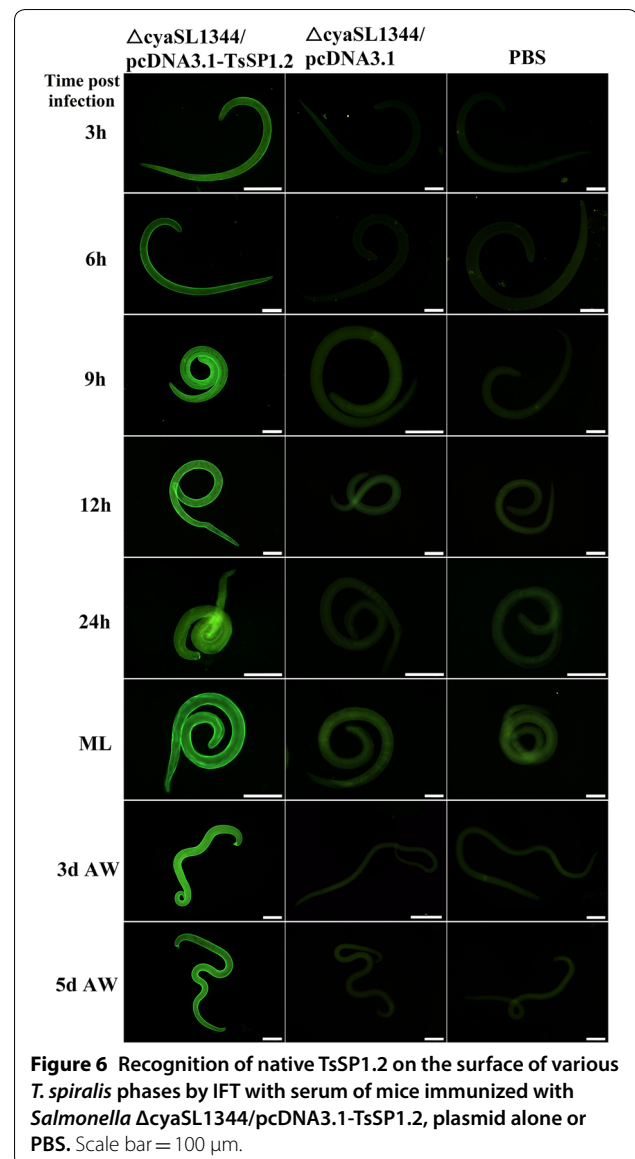 △cyaSL1344/ △cyaSL1344/
pcDNA3.1-TsSP1.2 pcDNA3.1 PBS
Time post
infection
3h
6h
9h
12h
24h
ML
3d AW
5d AW
Figure 6 Recognition of native TsSP1.2 on the surface of various
T. spiralis phases by IFT with serum of mice immunized with
Salmonella ΔcyaSL1344/pcDNA3.1-TsSP1.2, plasmid alone or
PBS. Scale bar = 100 μm.